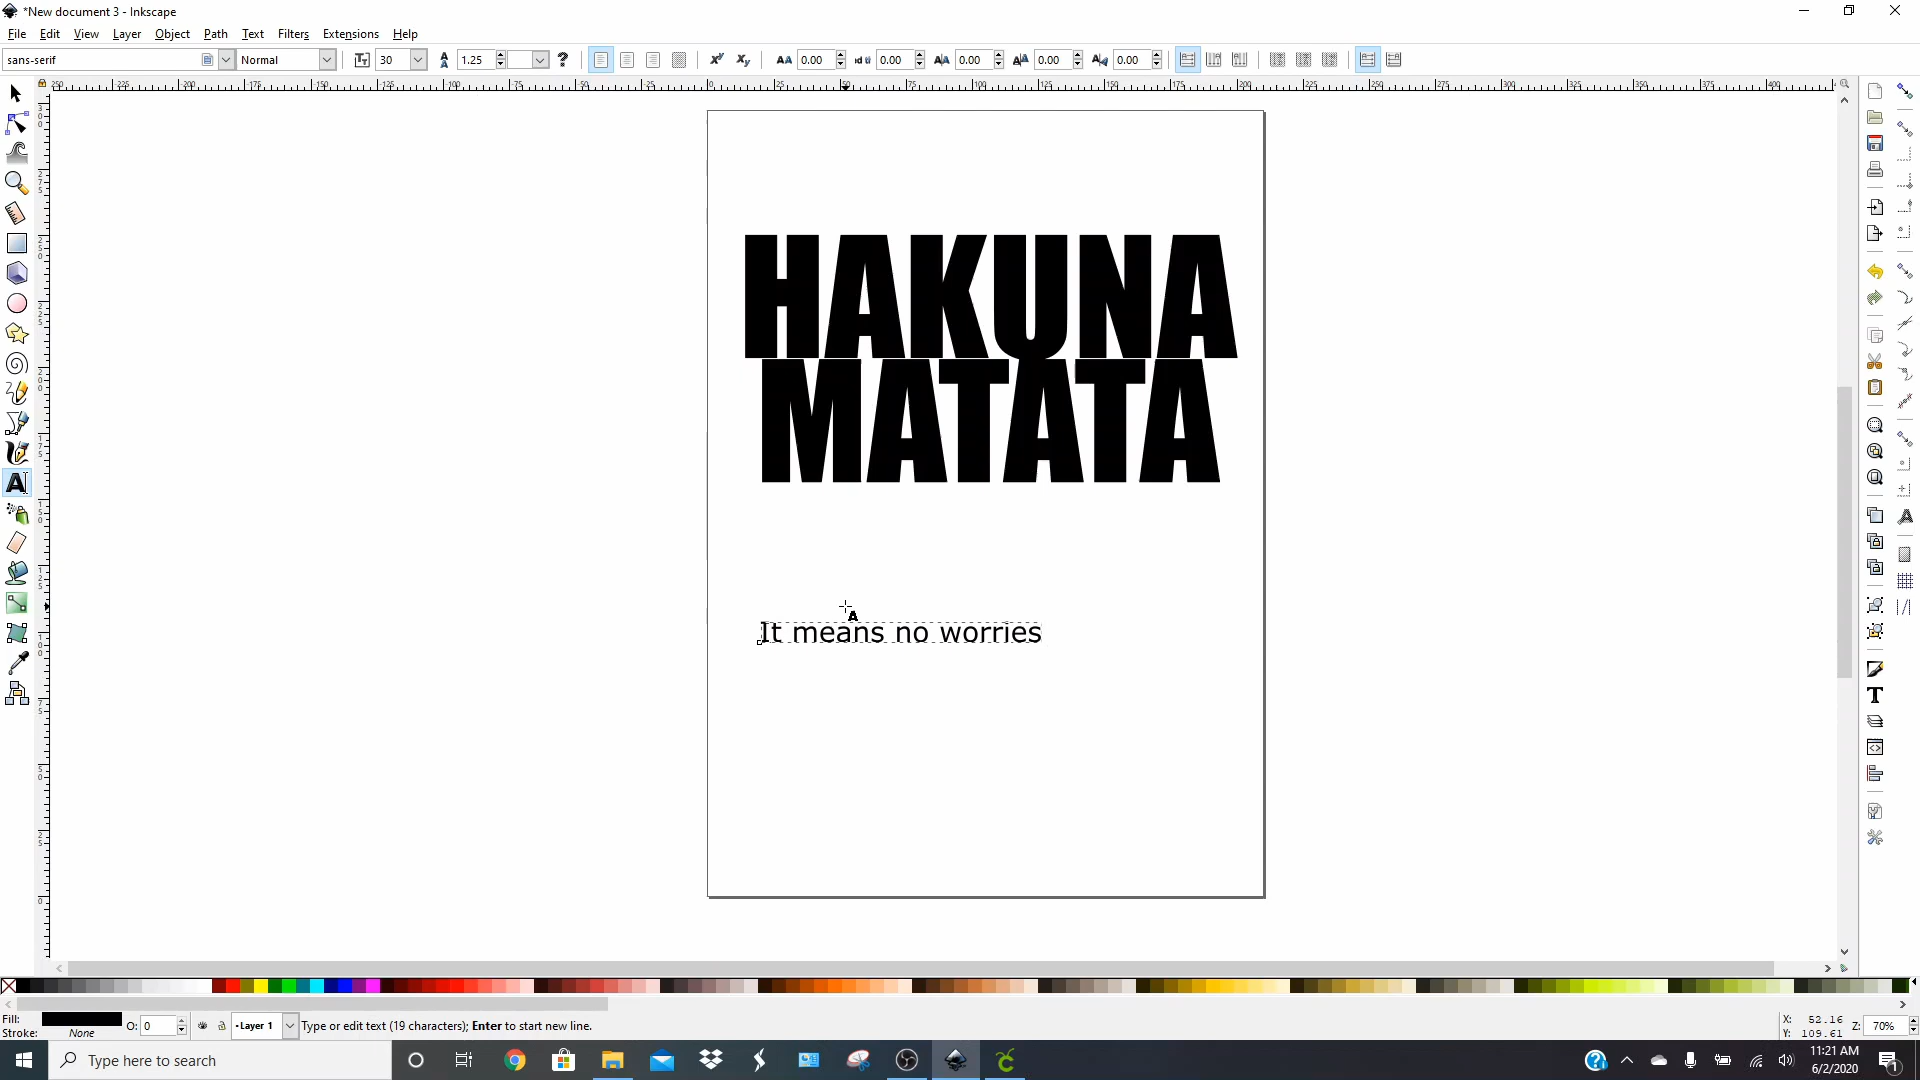 *New document 3 - Inkscape
File Edit View Layer Object Path Filters Text Extensions Help
sans-serif Normal 30 1.25 0.00 0.00 0.00 0.00 0.00
HAKUNA
MATATA
It means no worries
Fill:
Stroke: None
O: 0
•Layer 1
Type or edit text (19 characters); Enter to start new line.
X: 52.16
Y: 109.61
Z: 70%
Type here to search
11:21 AM
6/2/2020